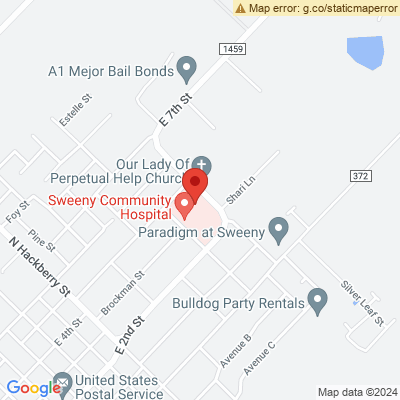 Map error: g.co/staticmaperror
1459
A1 Mejor Bail Bonds
Estelle St
E 7th St
Our Lady Of
Perpetual Help Church
372
Shari Ln
Sweeny Community
Hospital
Foy St
Paradigm at Sweeny
Pine St
N Hackberry St
Brockman St
Silver Leaf St
Bulldog Party Rentals
E 4th St
E 2nd St
Avenue B
Avenue C
United States
Postal Service
Google
Map data ©2024